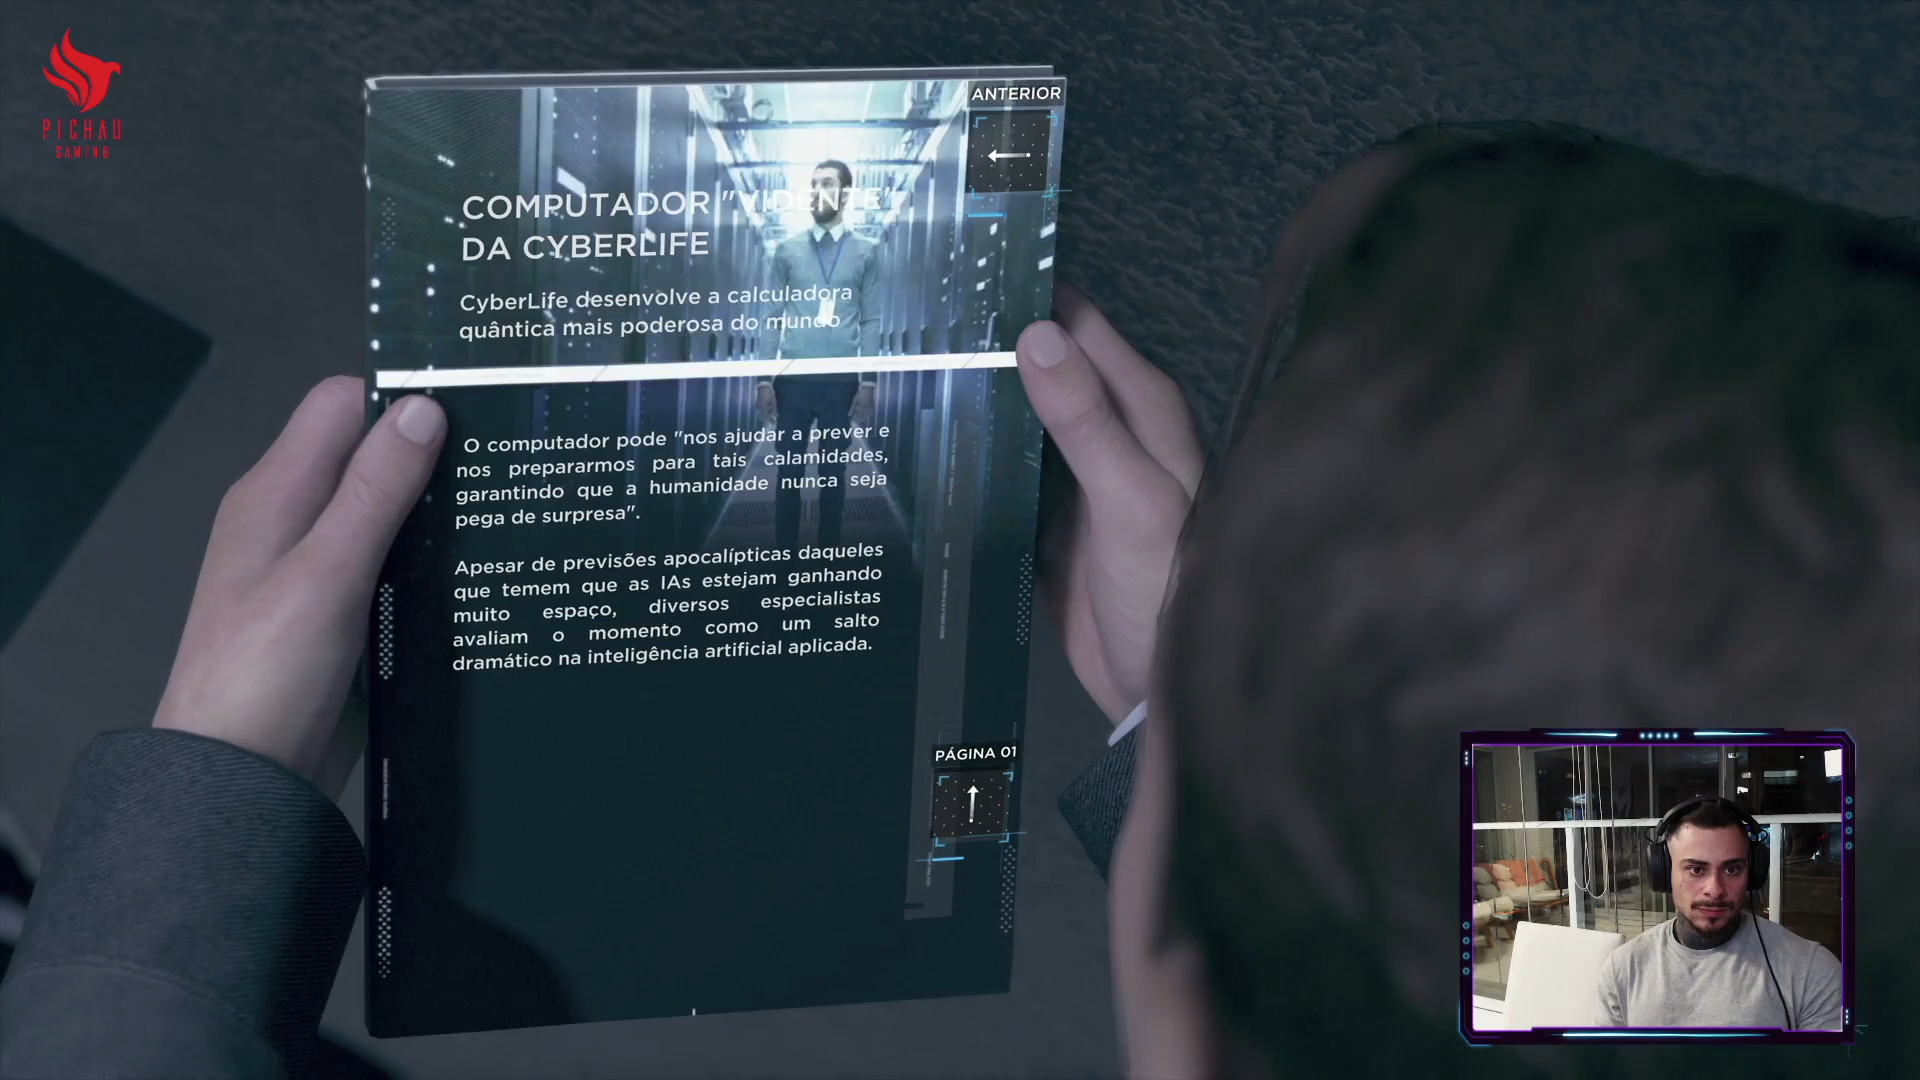 PICHAU
GAMING
ANTERIOR
COMPUTADOR "VIDENTE"
DA CYBERLIFE
CyberLife desenvolve a calculadora
quântica mais poderosa do mundo
O computador pode "nos ajudar a prever e
nos prepararmos para tais calamidades,
garantindo que a humanidade nunca seja
pega de surpresa".
Apesar de previsões apocalípticas daqueles
que temem que as IAs estejam ganhando
muito espaço, diversos especialistas
avaliam o momento como um salto
dramático na inteligência artificial aplicada.
PÁGINA 01